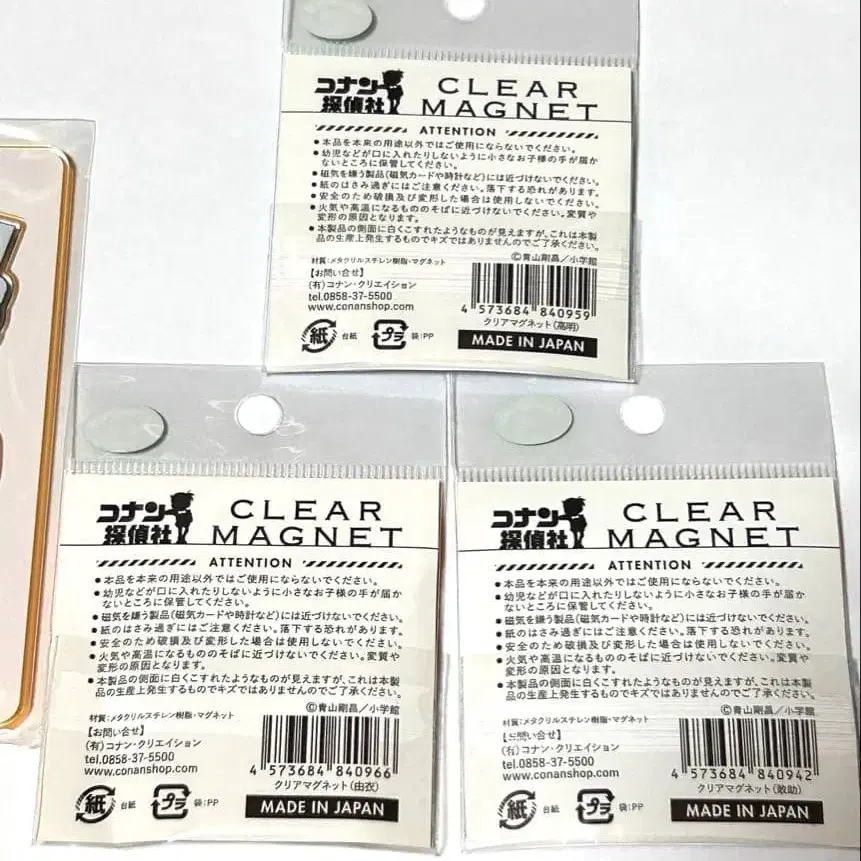 コナン
探偵社
CLEAR
MAGNET
ATTENTION
●本品を本来の用途以外ではご使用にならないでください。
●幼児などが口に入れたりしないように小さなお子様の手が届か
ないところに保管してください。
●磁気を嫌う製品(磁気カードや時計など)には近づけないでください。
●紙のはさみ過ぎにはご注意ください。落下する恐れがあります。
●安全のため破損及び変形した場合は使用しないでください。
●火気や高温になるもののそばに近づけないでください。変質や
変形の原因となります。
●本製品の側面に白くこすれたようなものが見えますが、これは本製
品の生産上発生するものでキズではありませんのでご了承ください。
©青山剛昌/小学館
材質:メタクリルスチレン樹脂・マグネット
【お問い合せ】
(有)コナン・クリエイション
tel.0858-37-5500
www.conanshop.com
4 573684 840959
クリアマグネット(高明)
紙 台紙 プラ 袋:PP
MADE IN JAPAN
コナン
探偵社
CLEAR
MAGNET
ATTENTION
●本品を本来の用途以外ではご使用にならないでください。
●幼児などが口に入れたりしないように小さなお子様の手が届か
ないところに保管してください。
●磁気を嫌う製品(磁気カードや時計など)には近づけないでください。
●紙のはさみ過ぎにはご注意ください。落下する恐れがあります。
●安全のため破損及び変形した場合は使用しないでください。
●火気や高温になるもののそばに近づけないでください。変質や
変形の原因となります。
●本製品の側面に白くこすれたようなものが見えますが、これは本製
品の生産上発生するものでキズではありませんのでご了承ください。
©青山剛昌/小学館
材質:メタクリルスチレン樹脂・マグネット
【お問い合せ】
(有)コナン・クリエイション
tel.0858-37-5500
www.conanshop.com
4 573684 840966
クリアマグネット(由衣)
紙 台紙 プラ 袋:PP
MADE IN JAPAN
コナン
探偵社
CLEAR
MAGNET
ATTENTION
●本品を本来の用途以外ではご使用にならないでください。
●幼児などが口に入れたりしないように小さなお子様の手が届か
ないところに保管してください。
●磁気を嫌う製品(磁気カードや時計など)には近づけないでください。
●紙のはさみ過ぎにはご注意ください。落下する恐れがあります。
●安全のため破損及び変形した場合は使用しないでください。
●火気や高温になるもののそばに近づけないでください。変質や
変形の原因となります。
●本製品の側面に白くこすれたようなものが見えますが、これは本製
品の生産上発生するものでキズではありませんのでご了承ください。
©青山剛昌/小学館
材質:メタクリルスチレン樹脂・マグネット
【お問い合せ】
(有)コナン・クリエイション
tel.0858-37-5500
www.conanshop.com
4 573684 840942
クリアマグネット(敢助)
紙 台紙 プラ 袋:PP
MADE IN JAPAN